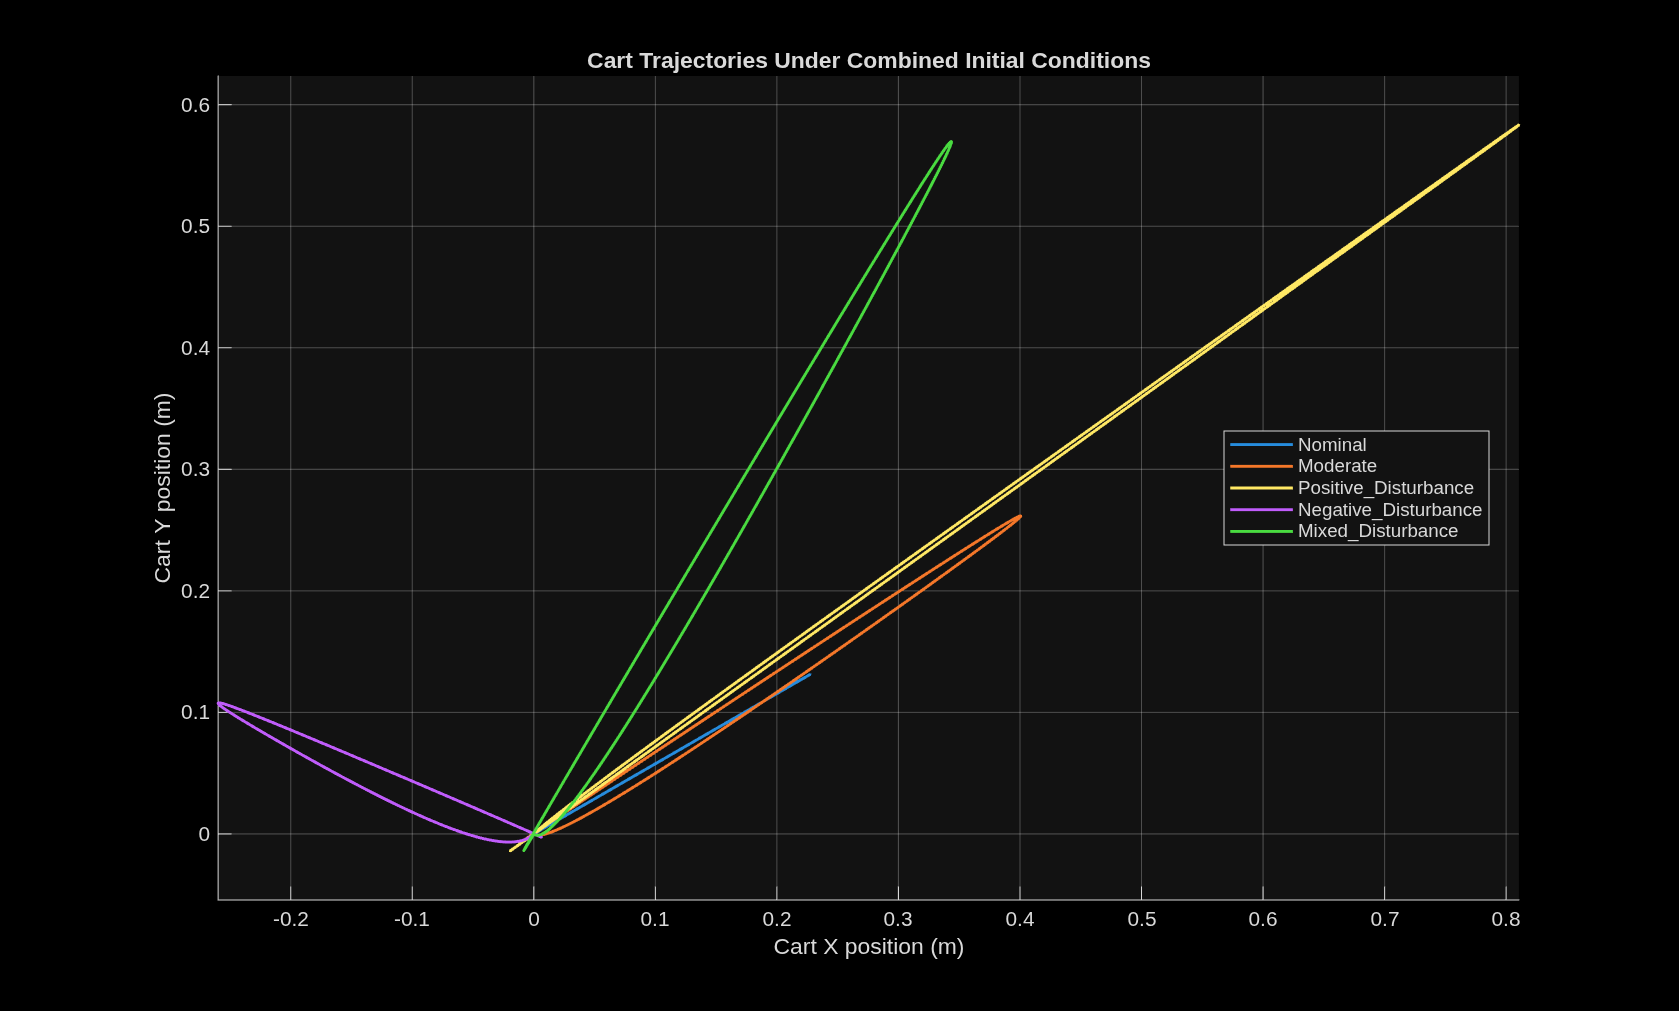 Cart Trajectories Under Combined Initial Conditions
0.6
0.5
0.4
0.3
0.2
0.1
0
Cart Y position (m)
Nominal
Moderate
Positive_Disturbance
Negative_Disturbance
Mixed_Disturbance
-0.2 -0.1 0 0.1 0.2 0.3 0.4 0.5 0.6 0.7 0.8
Cart X position (m)